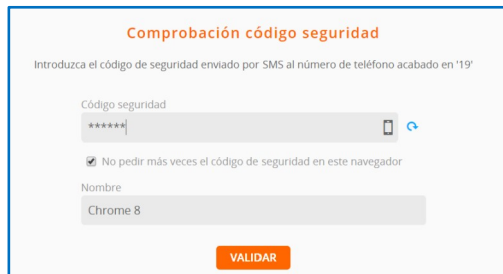 Comprobación código seguridad
Introduzca el código de seguridad enviado por SMS al número de teléfono acabado en '19'
Código seguridad
******
No pedir más veces el código de seguridad en este navegador
Nombre
Chrome 8
VALIDAR